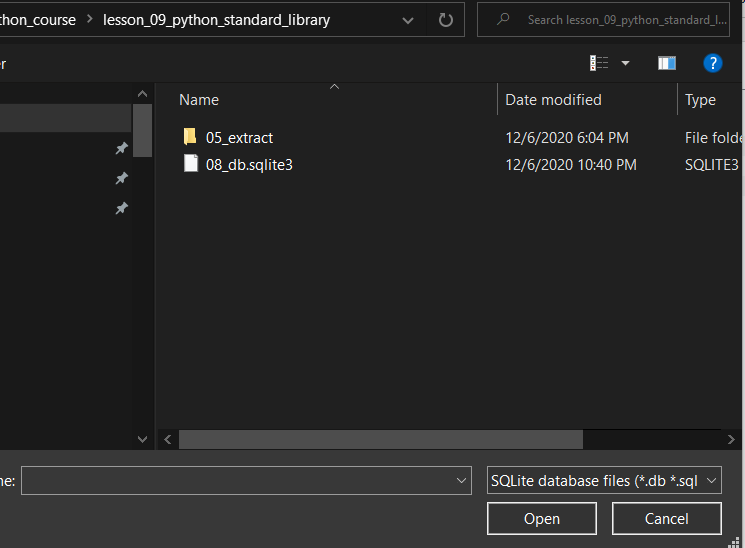 thon_course > lesson_09_python_standard_library
Search lesson_09_python_standard_l...
er
?
Name Date modified Type
05_extract 12/6/2020 6:04 PM File folde
08_db.sqlite3 12/6/2020 10:40 PM SQLITE3
ne: SQLite database files (*.db *.sql
Open Cancel